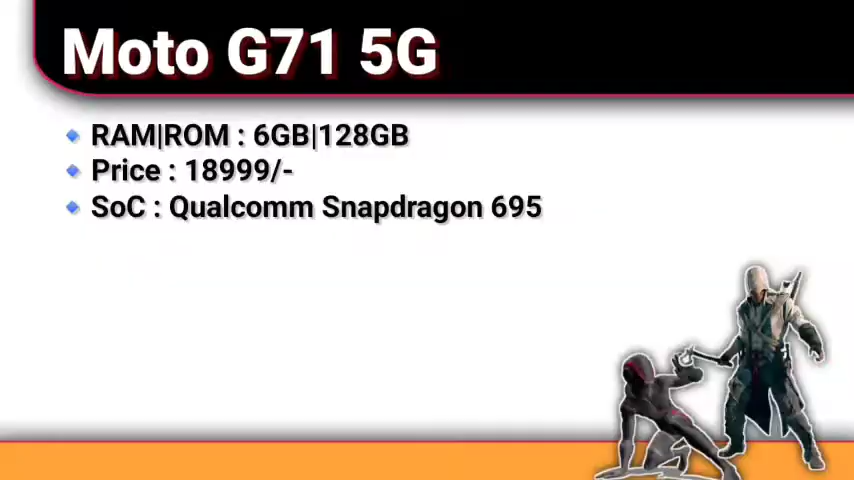 Moto G71 5G
RAM|ROM : 6GB|128GB
Price : 18999/-
SoC : Qualcomm Snapdragon 695